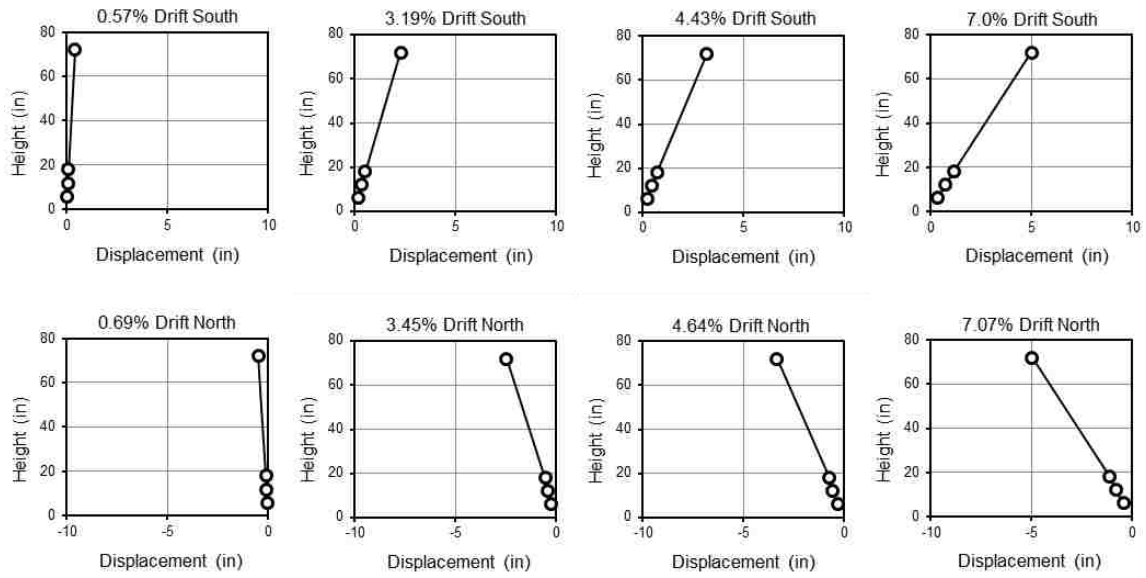 0.57% Drift South
80
60
40
20
0
0
5
10
Height (in)
Displacement (in)
3.19% Drift South
80
60
40
20
0
0
5
10
Height (in)
Displacement (in)
4.43% Drift South
80
60
40
20
0
0
5
10
Height (in)
Displacement (in)
7.0% Drift South
80
60
40
20
0
0
5
10
Height (in)
Displacement (in)
0.69% Drift North
80
60
40
20
0
-10
-5
0
Height (in)
Displacement (in)
3.45% Drift North
80
60
40
20
0
-10
-5
0
Height (in)
Displacement (in)
4.64% Drift North
80
60
40
20
0
-10
-5
0
Height (in)
Displacement (in)
7.07% Drift North
80
60
40
20
0
-10
-5
0
Height (in)
Displacement (in)